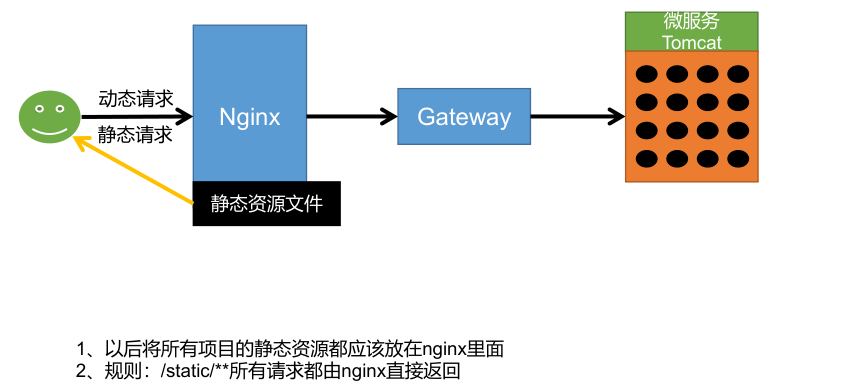 微服务
Tomcat
动态请求
静态请求
Nginx
Gateway
静态资源文件
1、以后将所有项目的静态资源都应该放在nginx里面
2、规则：/static/**所有请求都由nginx直接返回